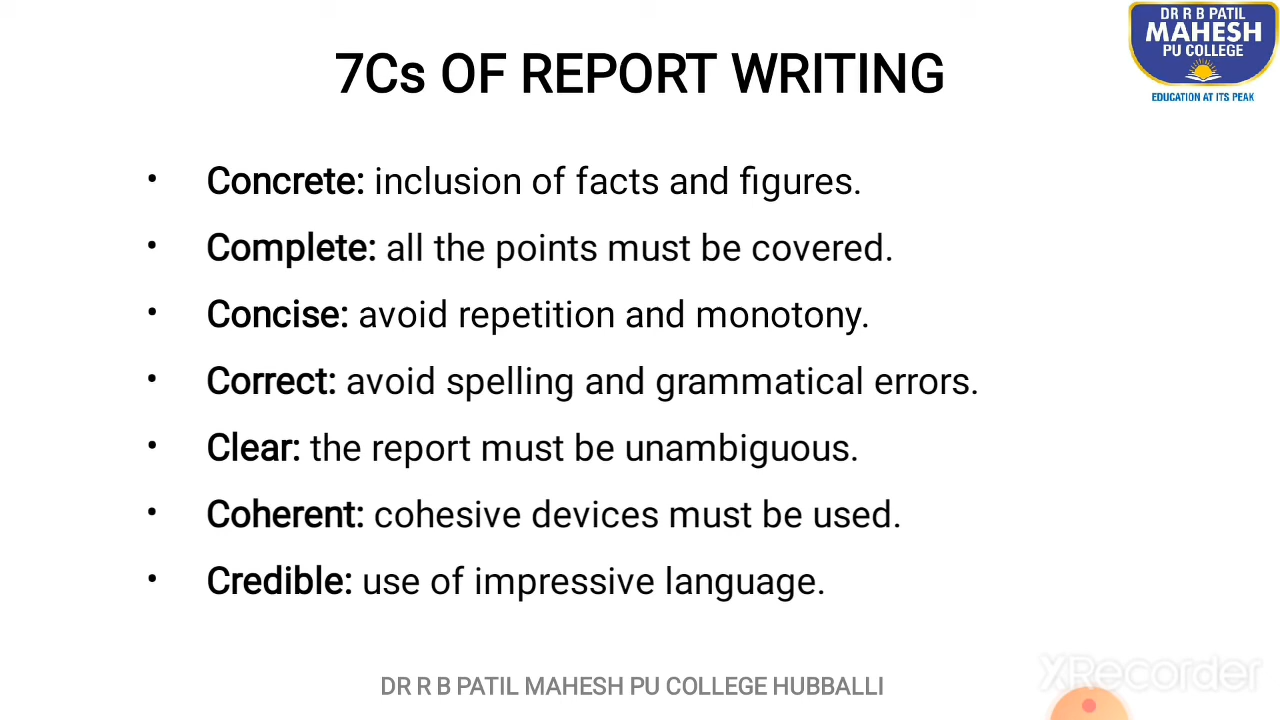 DR R B PATIL
MAHESH
PU COLLEGE
EDUCATION AT ITS PEAK
7Cs OF REPORT WRITING
• Concrete: inclusion of facts and figures.
• Complete: all the points must be covered.
• Concise: avoid repetition and monotony.
• Correct: avoid spelling and grammatical errors.
• Clear: the report must be unambiguous.
• Coherent: cohesive devices must be used.
• Credible: use of impressive language.
XRecorder
DR R B PATIL MAHESH PU COLLEGE HUBBALLI